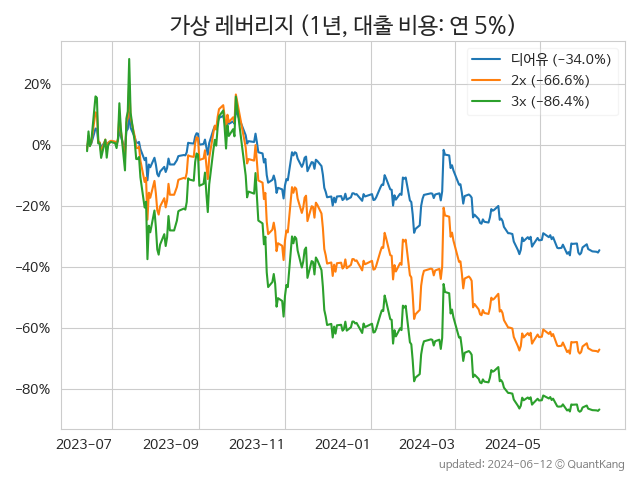 가상 레버리지 (1년, 대출 비용: 연 5%)
디어유 (−34.0%)
2x (−66.6%)
3x (−86.4%)
20%
0%
−20%
−40%
−60%
−80%
2023-07 2023-09 2023-11 2024-01 2024-03 2024-05
updated: 2024-06-12 © QuantKang